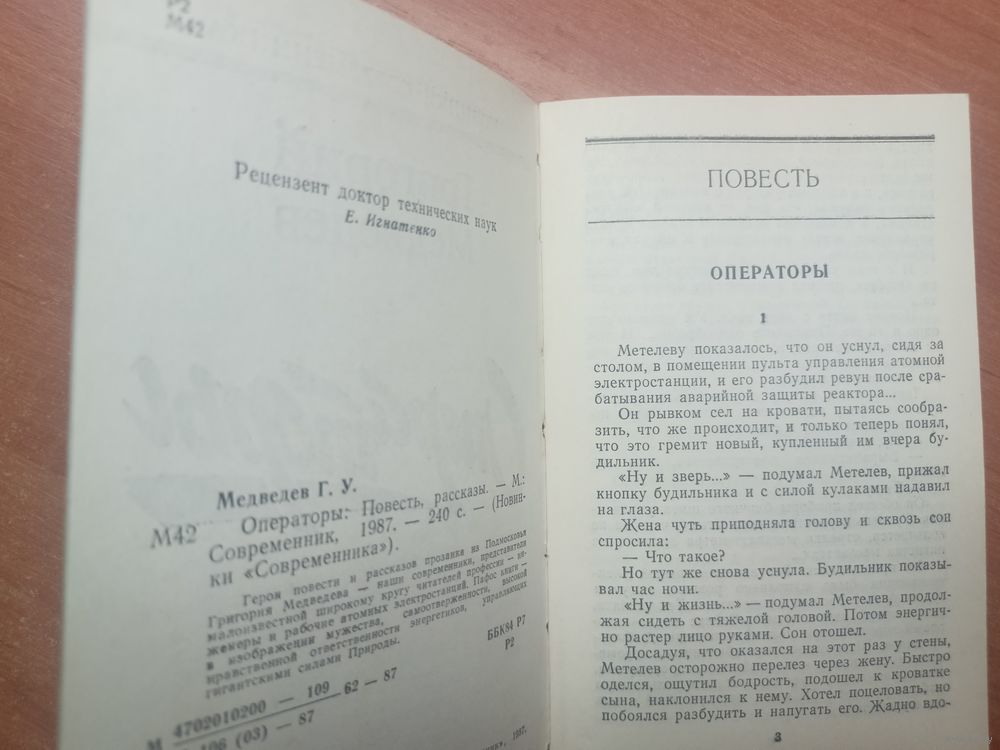 Р2
М42
Рецензент доктор технических наук
Е. Игнатенко
Медведев Г. У.
М42 Операторы: Повесть, рассказы. — М.:
Современник, 1987. — 240 с. — (Новин-
ки «Современника»).
Герои повести и рассказов прозаика из Подмосковья
Григория Медведева — наши современники, представители
малоизвестной широкому кругу читателей профессии — ин-
женеры и рабочие атомных электростанций. Пафос книги —
в изображении мужества, самоотверженности, высокой
нравственной ответственности энергетиков, управляющих
гигантскими силами Природы.
М 4702010200 — 109 62 — 87
106 (03) — 87
ББК84 Р7
Р2
1987.
ПОВЕСТЬ
ОПЕРАТОРЫ
1
Метелеву показалось, что он уснул, сидя за
столом, в помещении пульта управления атомной
электростанции, и его разбудил ревун после сра-
батывания аварийной защиты реактора...
Он рывком сел на кровати, пытаясь сообра-
зить, что же происходит, и только теперь понял,
что это гремит новый, купленный им вчера бу-
дильник.
«Ну и зверь...» — подумал Метелев, прижал
кнопку будильника и с силой кулаками надавил
на глаза.
Жена чуть приподняла голову и сквозь сон
спросила:
— Что такое?
Но тут же снова уснула. Будильник показы-
вал час ночи.
«Ну и жизнь...» — подумал Метелев, продол-
жая сидеть с тяжелой головой. Потом энергич-
но растер лицо руками. Сон отошел.
Досадуя, что оказался на этот раз у стены,
Метелев осторожно перелез через жену. Быстро
оделся, ощутил бодрость, подошел к кроватке
сына, наклонился к нему. Хотел поцеловать, но
побоялся разбудить и напугать его. Жадно вдо-
3